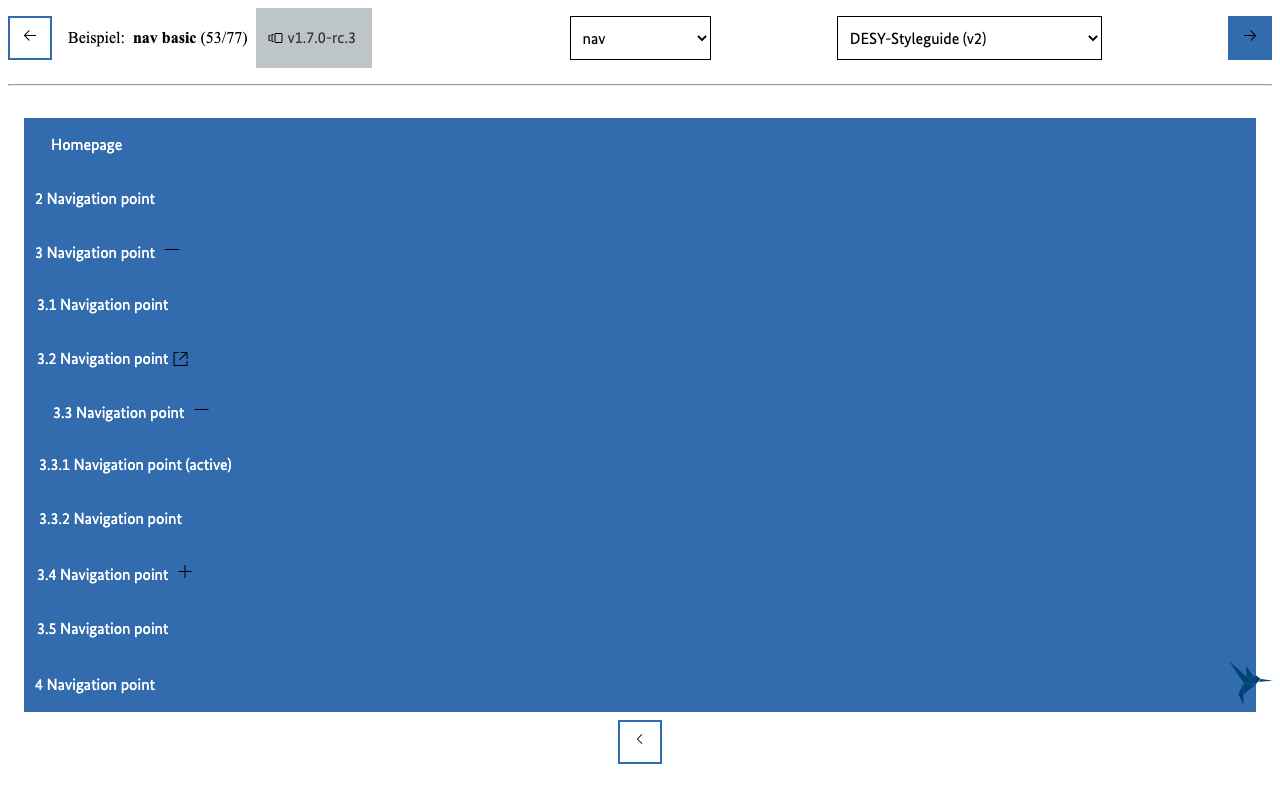 Beispiel: nav basic (53/77) v1.7.0-rc.3 nav DESY-Styleguide (v2)
Homepage
2 Navigation point
3 Navigation point
3.1 Navigation point
3.2 Navigation point
3.3 Navigation point
3.3.1 Navigation point (active)
3.3.2 Navigation point
3.4 Navigation point
3.5 Navigation point
4 Navigation point